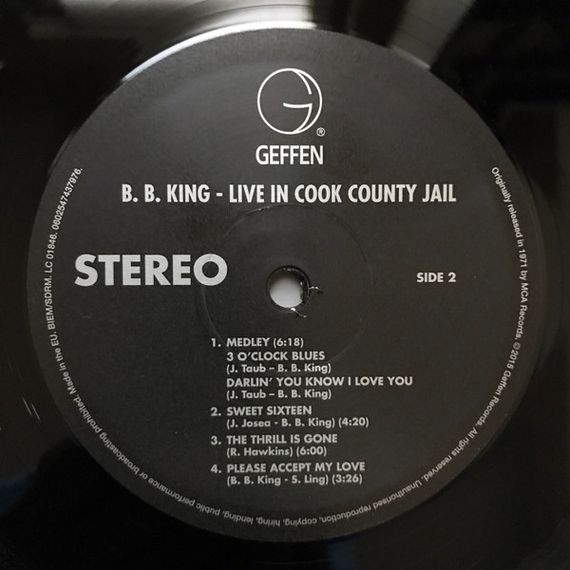 GEFFEN ®
B. B. KING - LIVE IN COOK COUNTY JAIL
STEREO
SIDE 2
1. MEDLEY (6:18)
3 O'CLOCK BLUES
(J. Taub – B. B. King)
DARLIN' YOU KNOW I LOVE YOU
(J. Taub – B. B. King)
2. SWEET SIXTEEN
(J. Josea - B. B. King) (4:20)
3. THE THRILL IS GONE
(R. Hawkins) (6:00)
4. PLEASE ACCEPT MY LOVE
(B. B. King - S. Ling) (3:26)
Originally released in 1971 by MCA Records. ℗2015 Geffen Records. All rights reserved. Unauthorised reproduction, copying, hiring, lending, public performance or broadcasting prohibited. Made in the EU. BIEM/SDRM. LC 01846. 0602547437976.